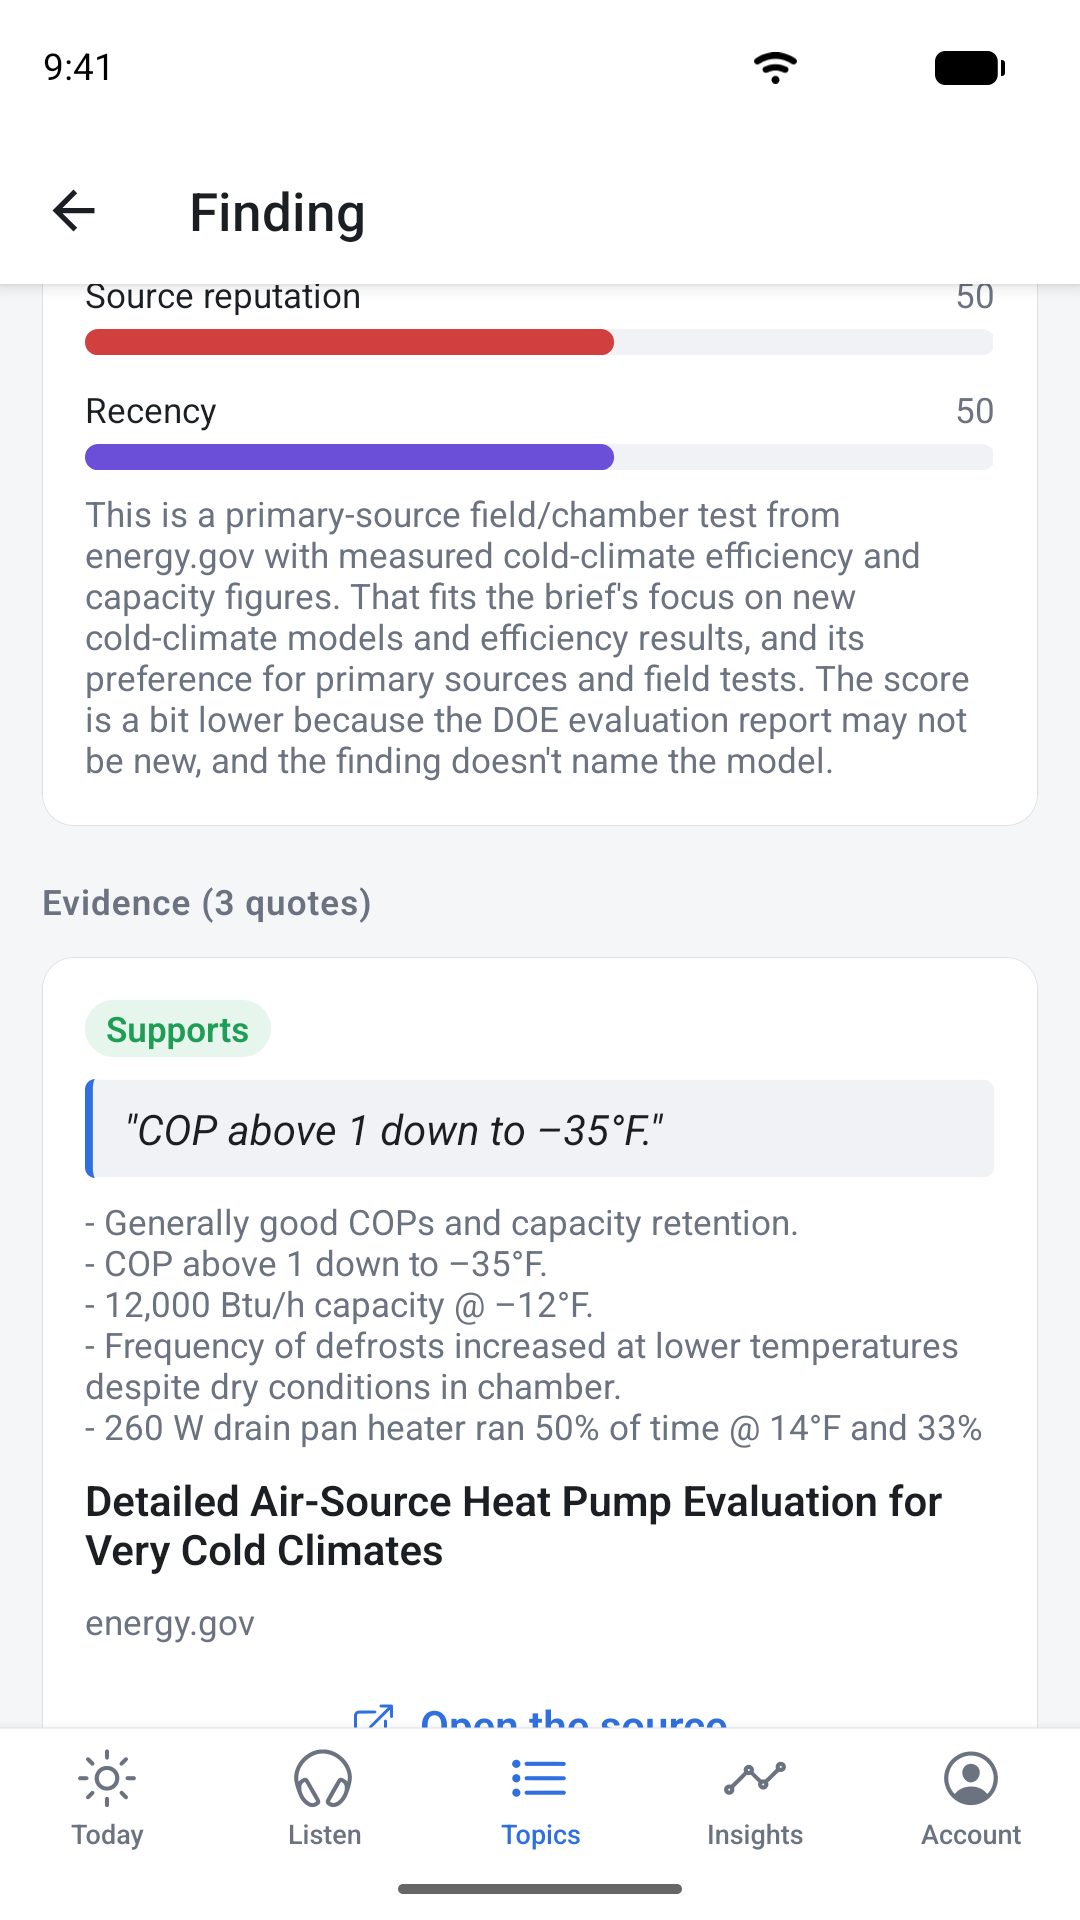 9:41
Finding
Source reputation 50
Recency 50
This is a primary-source field/chamber test from
energy.gov with measured cold-climate efficiency and
capacity figures. That fits the brief's focus on new
cold-climate models and efficiency results, and its
preference for primary sources and field tests. The score
is a bit lower because the DOE evaluation report may not
be new, and the finding doesn't name the model.
Evidence (3 quotes)
Supports
"COP above 1 down to –35°F."
- Generally good COPs and capacity retention.
- COP above 1 down to –35°F.
- 12,000 Btu/h capacity @ –12°F.
- Frequency of defrosts increased at lower temperatures
despite dry conditions in chamber.
- 260 W drain pan heater ran 50% of time @ 14°F and 33%
Detailed Air-Source Heat Pump Evaluation for
Very Cold Climates
energy.gov
Open the source
Today
Listen
Topics
Insights
Account